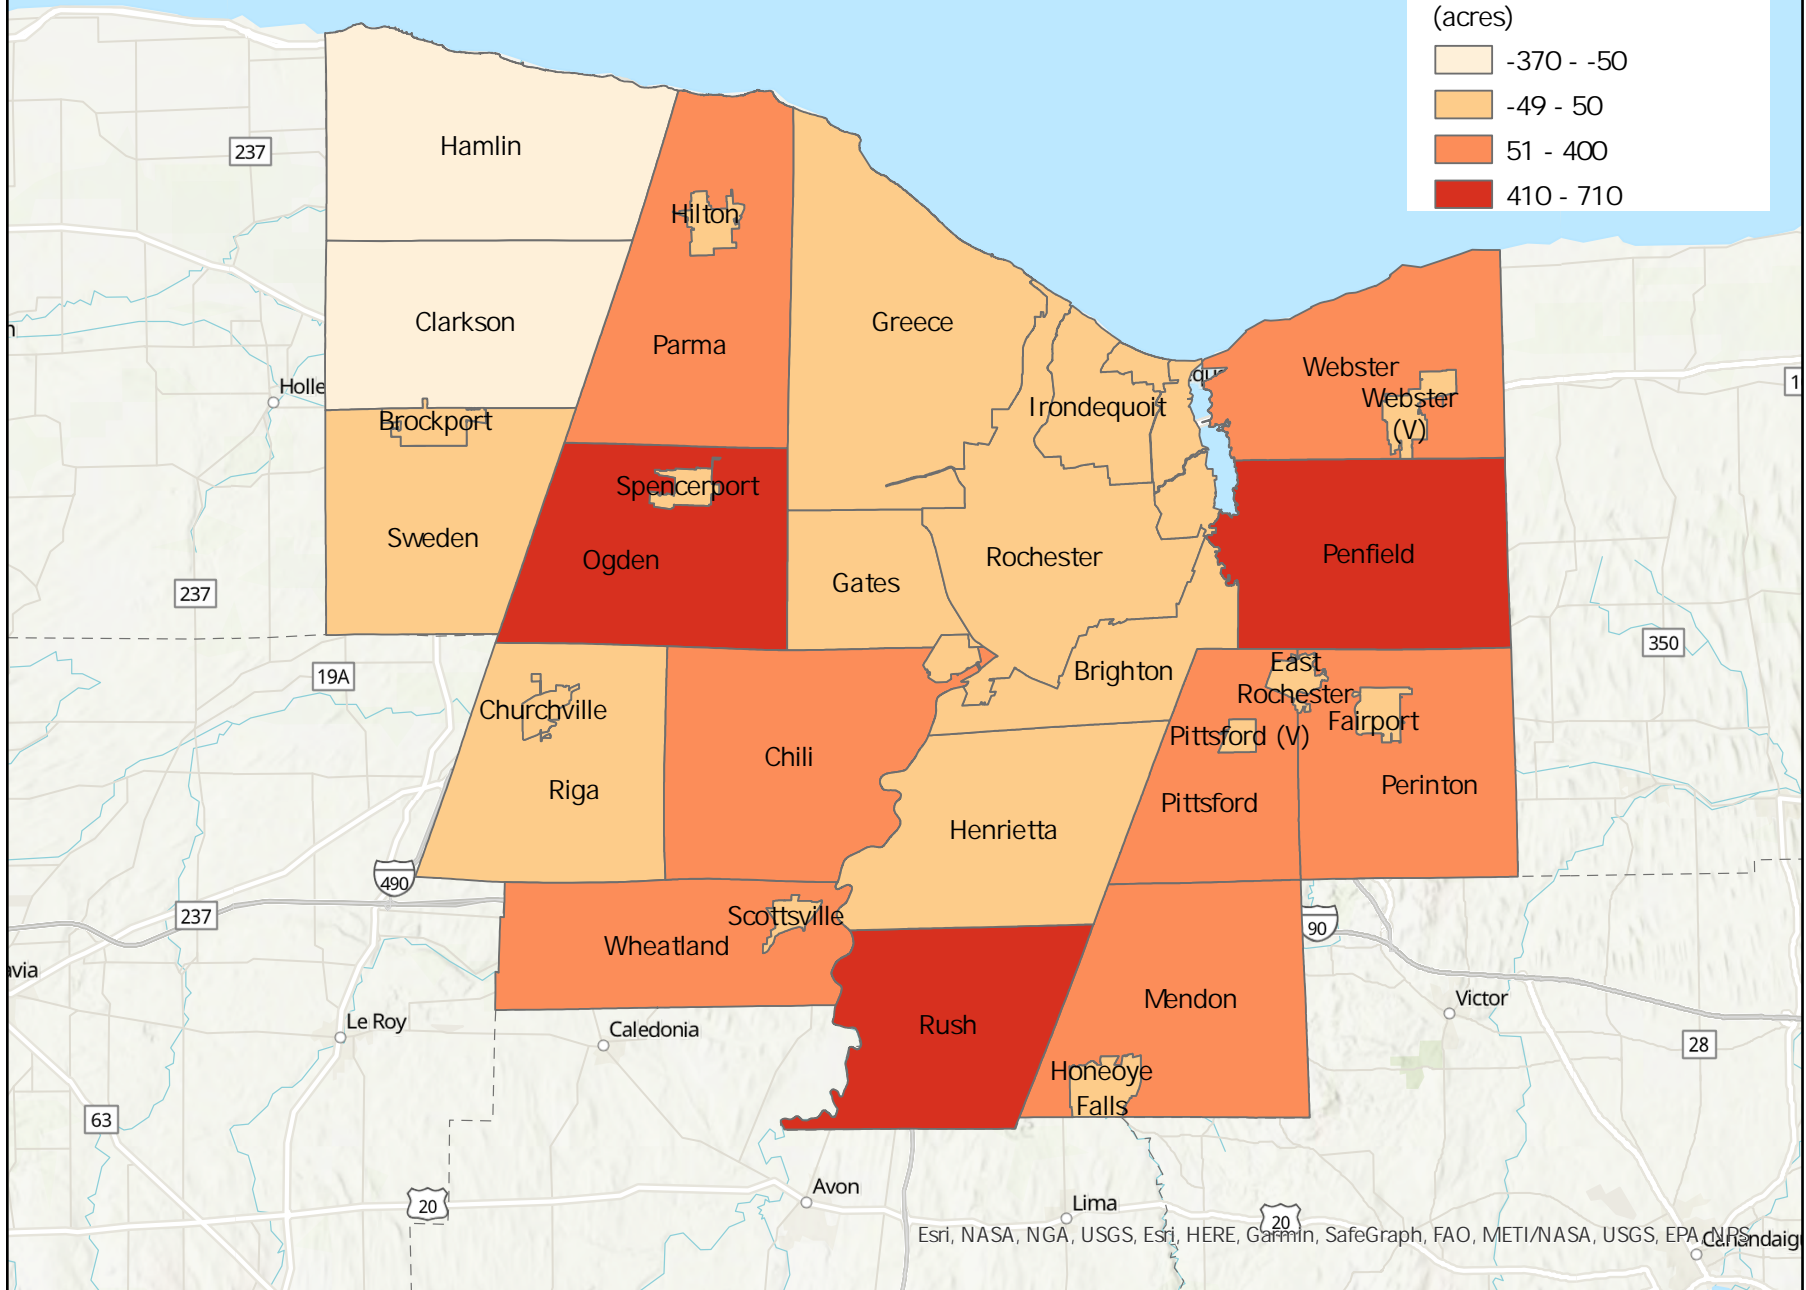 (acres)
-370 - -50
-49 - 50
51 - 400
410 - 710
Hamlin
237
Hilton
Clarkson
Greece
Parma
Webster
Holle
Irondequoit
Webster
(V)
Brockport
Spencerport
Sweden
Ogden
Rochester
Penfield
Gates
237
350
19A
East
Rochester
Brighton
Churchville
Fairport
Pittsford (V)
Chili
Riga
Perinton
Pittsford
Henrietta
490
237
Scottsville
90
Wheatland
avia
Mendon
Victor
Le Roy
Caledonia
Rush
28
Honeoye
Falls
63
Avon
20
Lima
20
Esri, NASA, NGA, USGS, Esri, HERE, Garmin, SafeGraph, FAO, METI/NASA, USGS, EPA, NPS
Canandaig